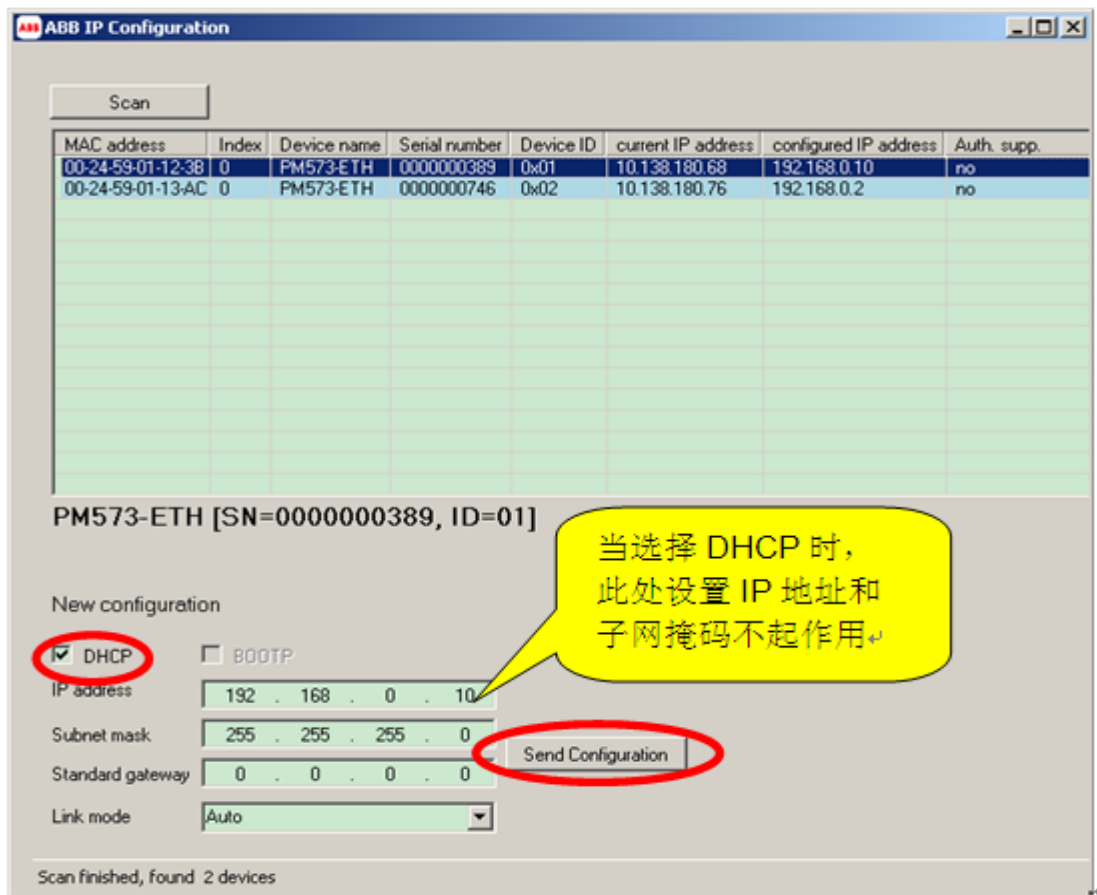 ABB ABB IP Configuration
Scan
MAC address Index Device name Serial number Device ID current IP address configured IP address Auth. supp.
00-24-59-01-12-3B 0 PM573-ETH 0000000389 0x01 10.138.180.68 192.168.0.10 no
00-24-59-01-13-AC 0 PM573-ETH 0000000746 0x02 10.138.180.76 192.168.0.2 no
PM573-ETH [SN=0000000389, ID=01]
当选择 DHCP 时，
此处设置 IP 地址和
子网掩码不起作用↵
New configuration
DHCP BOOTP
IP address 192 . 168 . 0 . 10
Subnet mask 255 . 255 . 255 . 0
Send Configuration
Standard gateway 0 . 0 . 0 . 0
Link mode Auto
Scan finished, found 2 devices